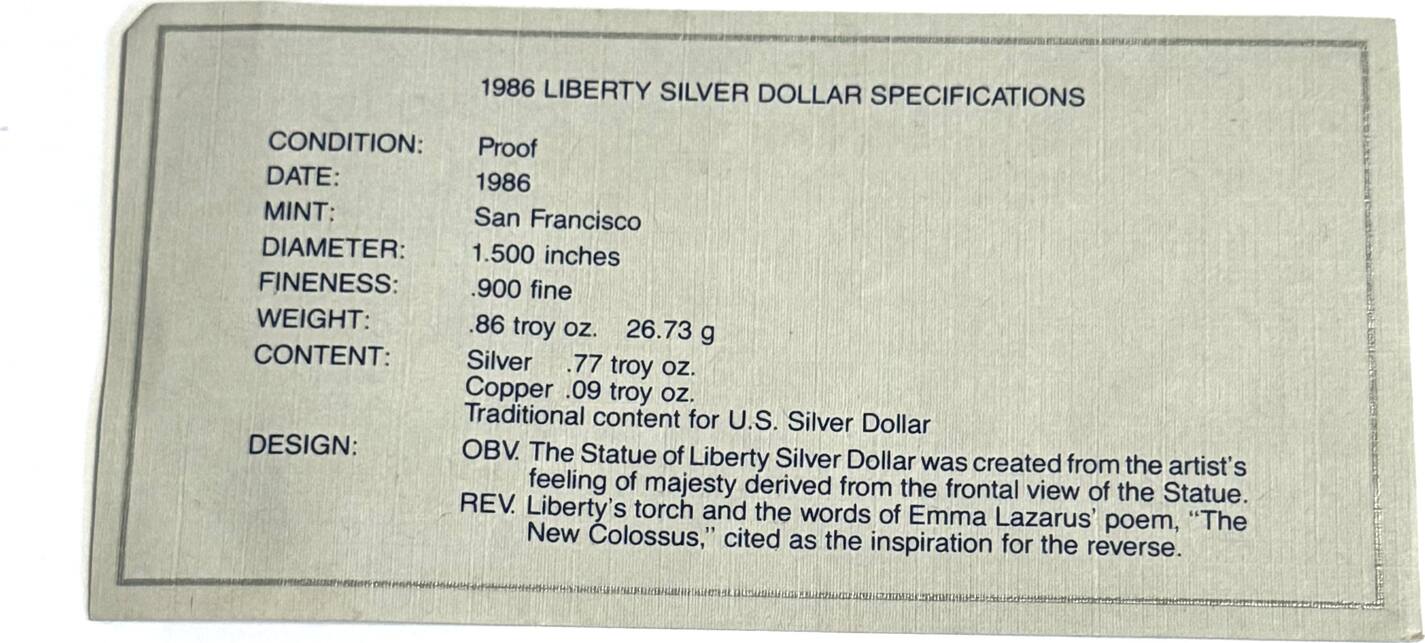 1986 LIBERTY SILVER DOLLAR SPECIFICATIONS
CONDITION: Proof
DATE: 1986
MINT: San Francisco
DIAMETER: 1.500 inches
FINENESS: .900 fine
WEIGHT: .86 troy oz. 26.73 g
CONTENT: Silver .77 troy oz.
Copper .09 troy oz.
Traditional content for U.S. Silver Dollar
DESIGN: OBV. The Statue of Liberty Silver Dollar was created from the artist's
feeling of majesty derived from the frontal view of the Statue.
REV. Liberty's torch and the words of Emma Lazarus' poem, "The
New Colossus," cited as the inspiration for the reverse.